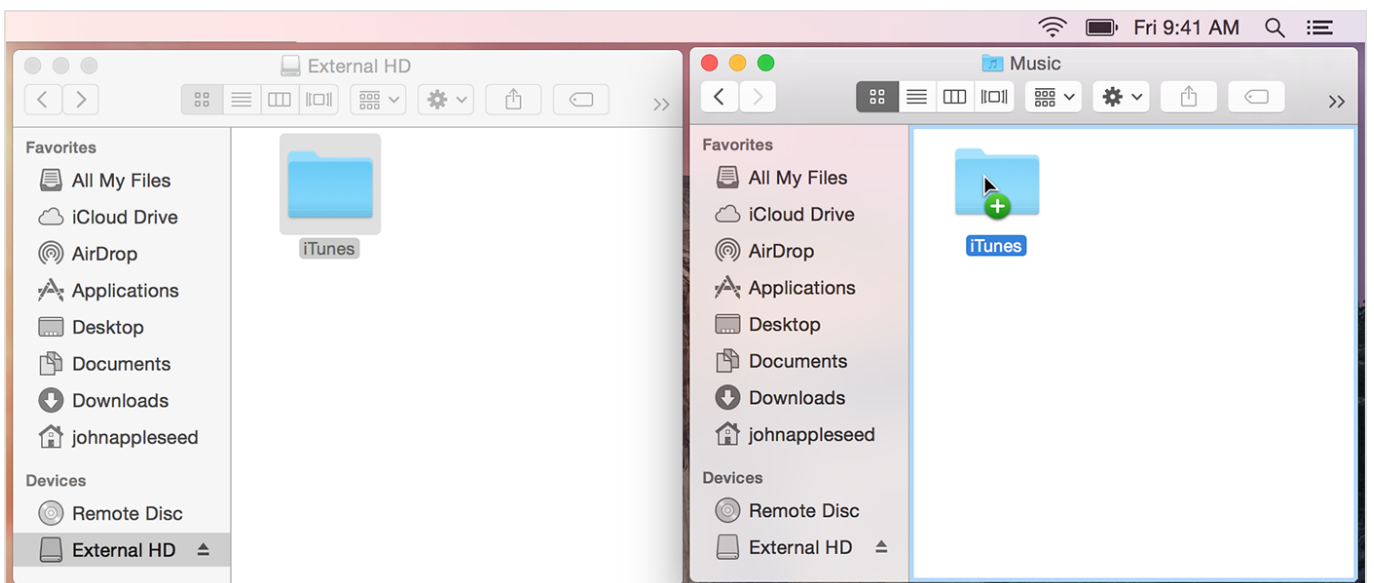 Fri 9:41 AM
External HD
Favorites
All My Files
iCloud Drive
AirDrop
Applications
Desktop
Documents
Downloads
johnappleseed
Devices
Remote Disc
External HD
iTunes
Music
Favorites
All My Files
iCloud Drive
AirDrop
Applications
Desktop
Documents
Downloads
johnappleseed
Devices
Remote Disc
External HD
iTunes